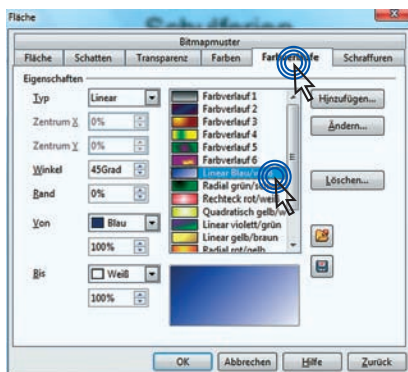 Fläche
Schulferien
Bitmapmuster
Fläche Schatten Transparenz Farben Farbverläufe Schraffuren
Eigenschaften
Typ Linear
Zentrum X 0%
Zentrum Y 0%
Winkel 45Grad
Rand 0%
Von Blau
100%
Bis Weiß
100%
Farbverlauf 1
Farbverlauf 2
Farbverlauf 3
Farbverlauf 4
Farbverlauf 5
Farbverlauf 6
Linear Blau/
Radial grün/
Rechteck rot/weiß
Quadratisch gelb/
Linear violett/grün
Linear gelb/braun
Radial rot/gelb
Hinzufügen...
Ändern...
Löschen...
OK Abbrechen Hilfe Zurück